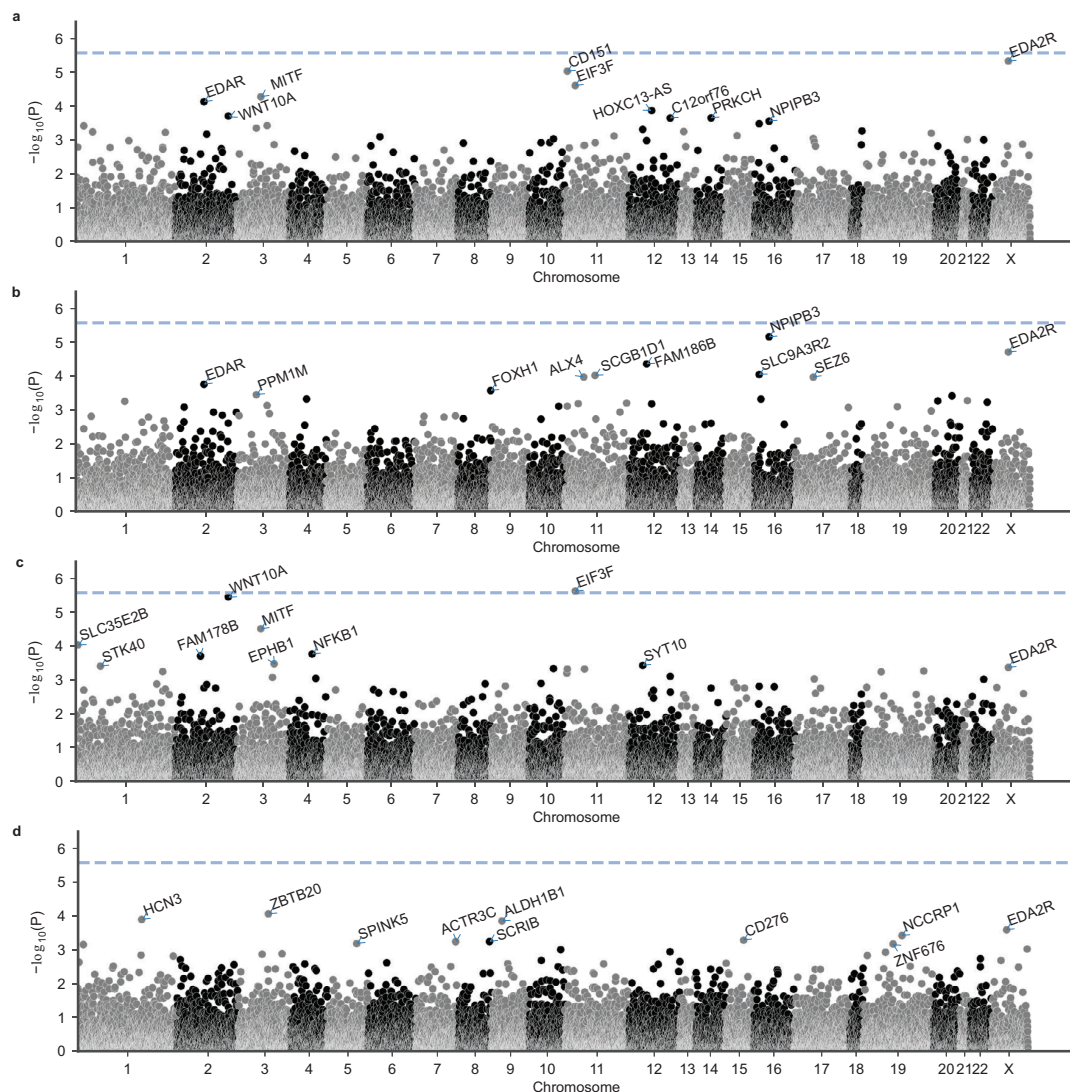 a
6
5
4
3
2
1
0
−log10(P)
EDAR
WNT10A
MITF
CD151
EIF3F
HOXC13-AS
C12orf76
PRKCH
NPIPB3
EDA2R
1 2 3 4 5 6 7 8 9 10 11 12 13 14 15 16 17 18 19 20 21 22 X
Chromosome
b
6
5
4
3
2
1
0
−log10(P)
EDAR
PPM1M
FOXH1
ALX4
SCGB1D1
FAM186B
NPIPB3
SLC9A3R2
SEZ6
EDA2R
1 2 3 4 5 6 7 8 9 10 11 12 13 14 15 16 17 18 19 20 21 22 X
Chromosome
c
6
5
4
3
2
1
0
−log10(P)
SLC35E2B
STK40
FAM178B
WNT10A
MITF
EPHB1
NFKB1
EIF3F
SYT10
EDA2R
1 2 3 4 5 6 7 8 9 10 11 12 13 14 15 16 17 18 19 20 21 22 X
Chromosome
d
6
5
4
3
2
1
0
−log10(P)
HCN3
ZBTB20
SPINK5
ACTR3C
ALDH1B1
SCRIB
CD276
NCCRP1
ZNF676
EDA2R
1 2 3 4 5 6 7 8 9 10 11 12 13 14 15 16 17 18 19 20 21 22 X
Chromosome